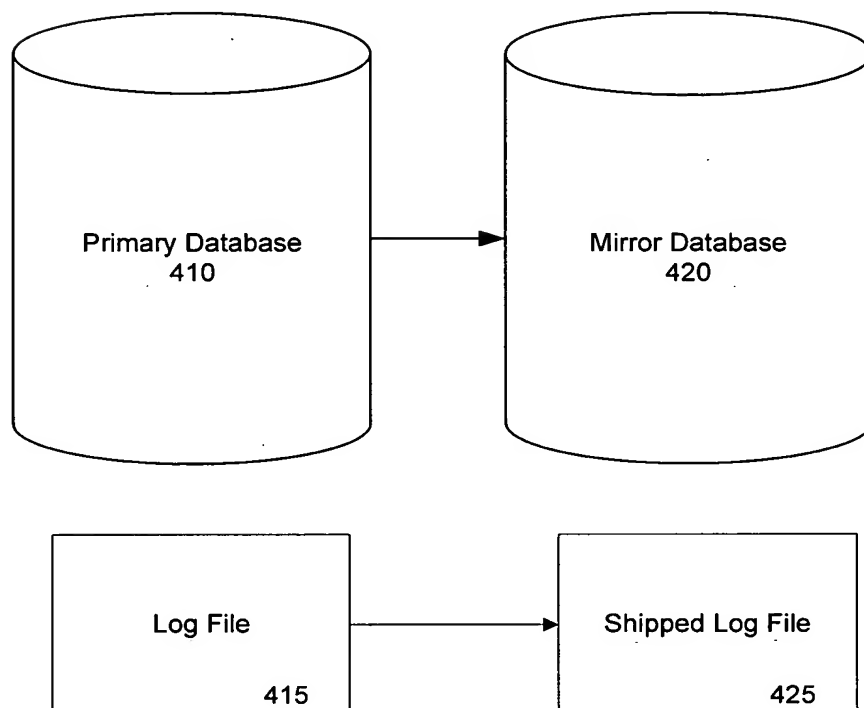 Primary Database
410
Mirror Database
420
Log File
415
Shipped Log File
425